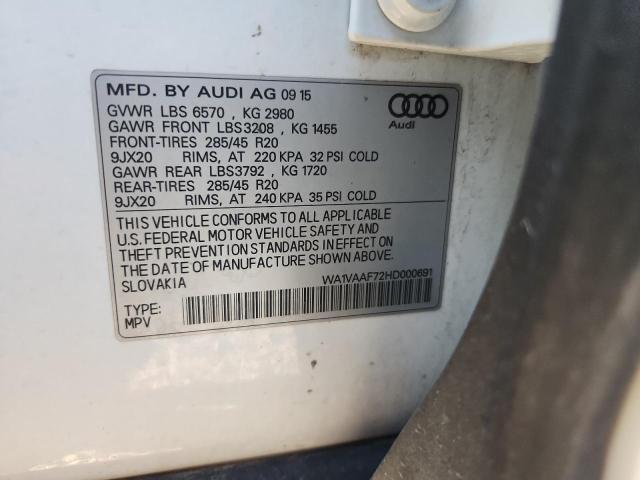 MFD. BY AUDI AG 09 15
GVWR LBS 6570 , KG 2980
GAWR FRONT LBS3208 , KG 1455
FRONT-TIRES 285/45 R20
9JX20 RIMS, AT 220 KPA 32 PSI COLD
GAWR REAR LBS3792 , KG 1720
REAR-TIRES 285/45 R20
9JX20 RIMS, AT 240 KPA 35 PSI COLD
Audi
THIS VEHICLE CONFORMS TO ALL APPLICABLE
U.S. FEDERAL MOTOR VEHICLE SAFETY AND
THEFT PREVENTION STANDARDS IN EFFECT ON
THE DATE OF MANUFACTURE SHOWN ABOVE
SLOVAKIA WA1VAAF72HD000691
TYPE:
MPV